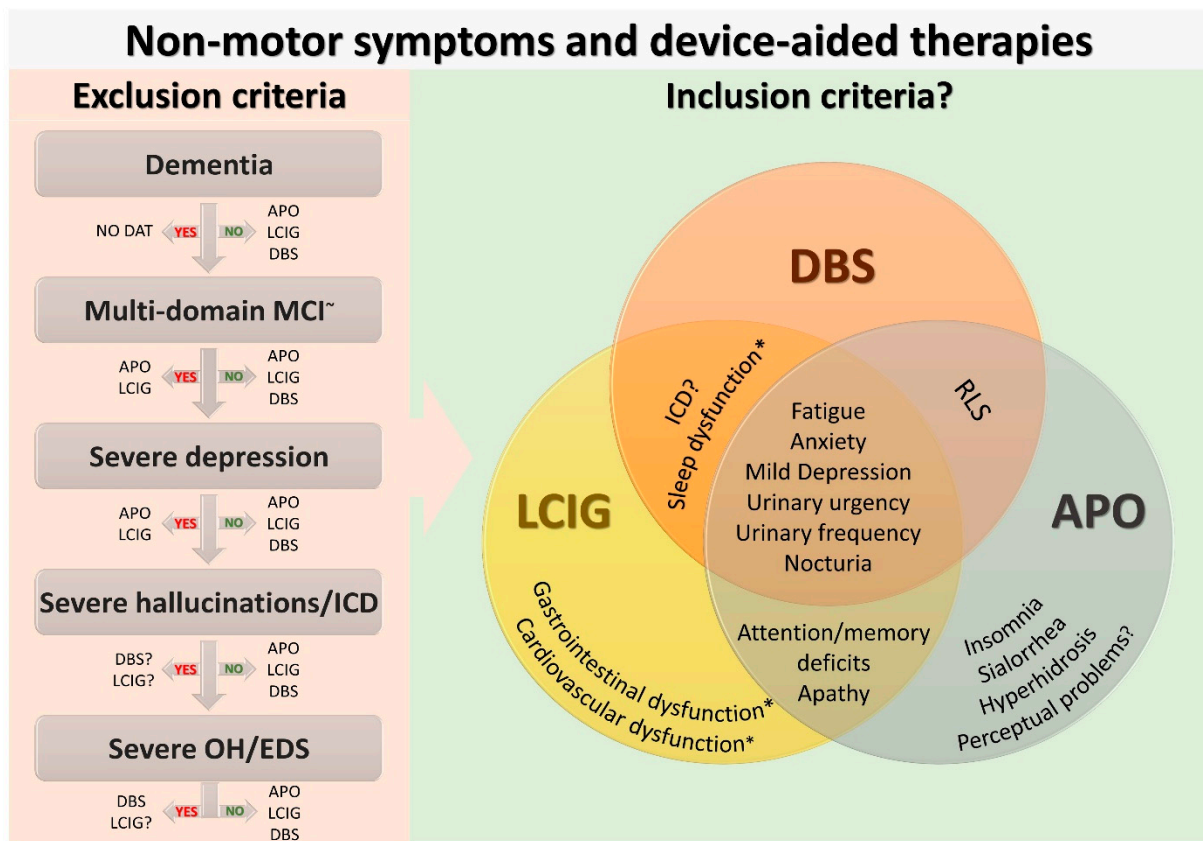 Non-motor symptoms and device-aided therapies
Exclusion criteria
Dementia
NO DAT
YES
NO
APO
LCIG
DBS
Multi-domain MCI~
APO
LCIG
YES
NO
APO
LCIG
DBS
Severe depression
APO
LCIG
YES
NO
APO
LCIG
DBS
Severe hallucinations/ICD
DBS?
LCIG?
YES
NO
APO
LCIG
DBS
Severe OH/EDS
DBS
LCIG?
YES
NO
APO
LCIG
DBS
Inclusion criteria?
DBS
ICD?
Sleep dysfunction*
RLS
Fatigue
Anxiety
Mild Depression
Urinary urgency
Urinary frequency
Nocturia
LCIG
APO
Gastrointestinal dysfunction*
Cardiovascular dysfunction*
Attention/memory
deficits
Apathy
Insomnia
Sialorrhea
Hyperhidrosis
Perceptual problems?